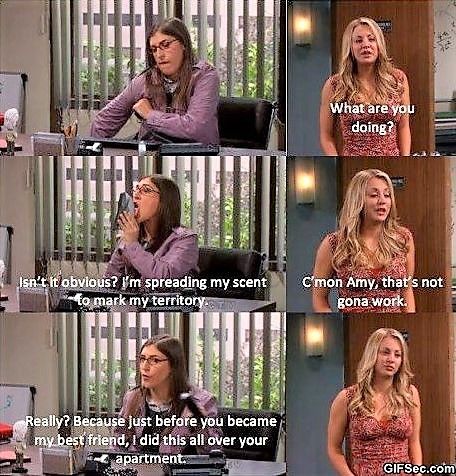 What are you
doing?
Isn't it obvious? I'm spreading my scent
to mark my territory.
C'mon Amy, that's not
gona work.
Really? Because just before you became
my best friend, I did this all over your
apartment.
GIFSec.com